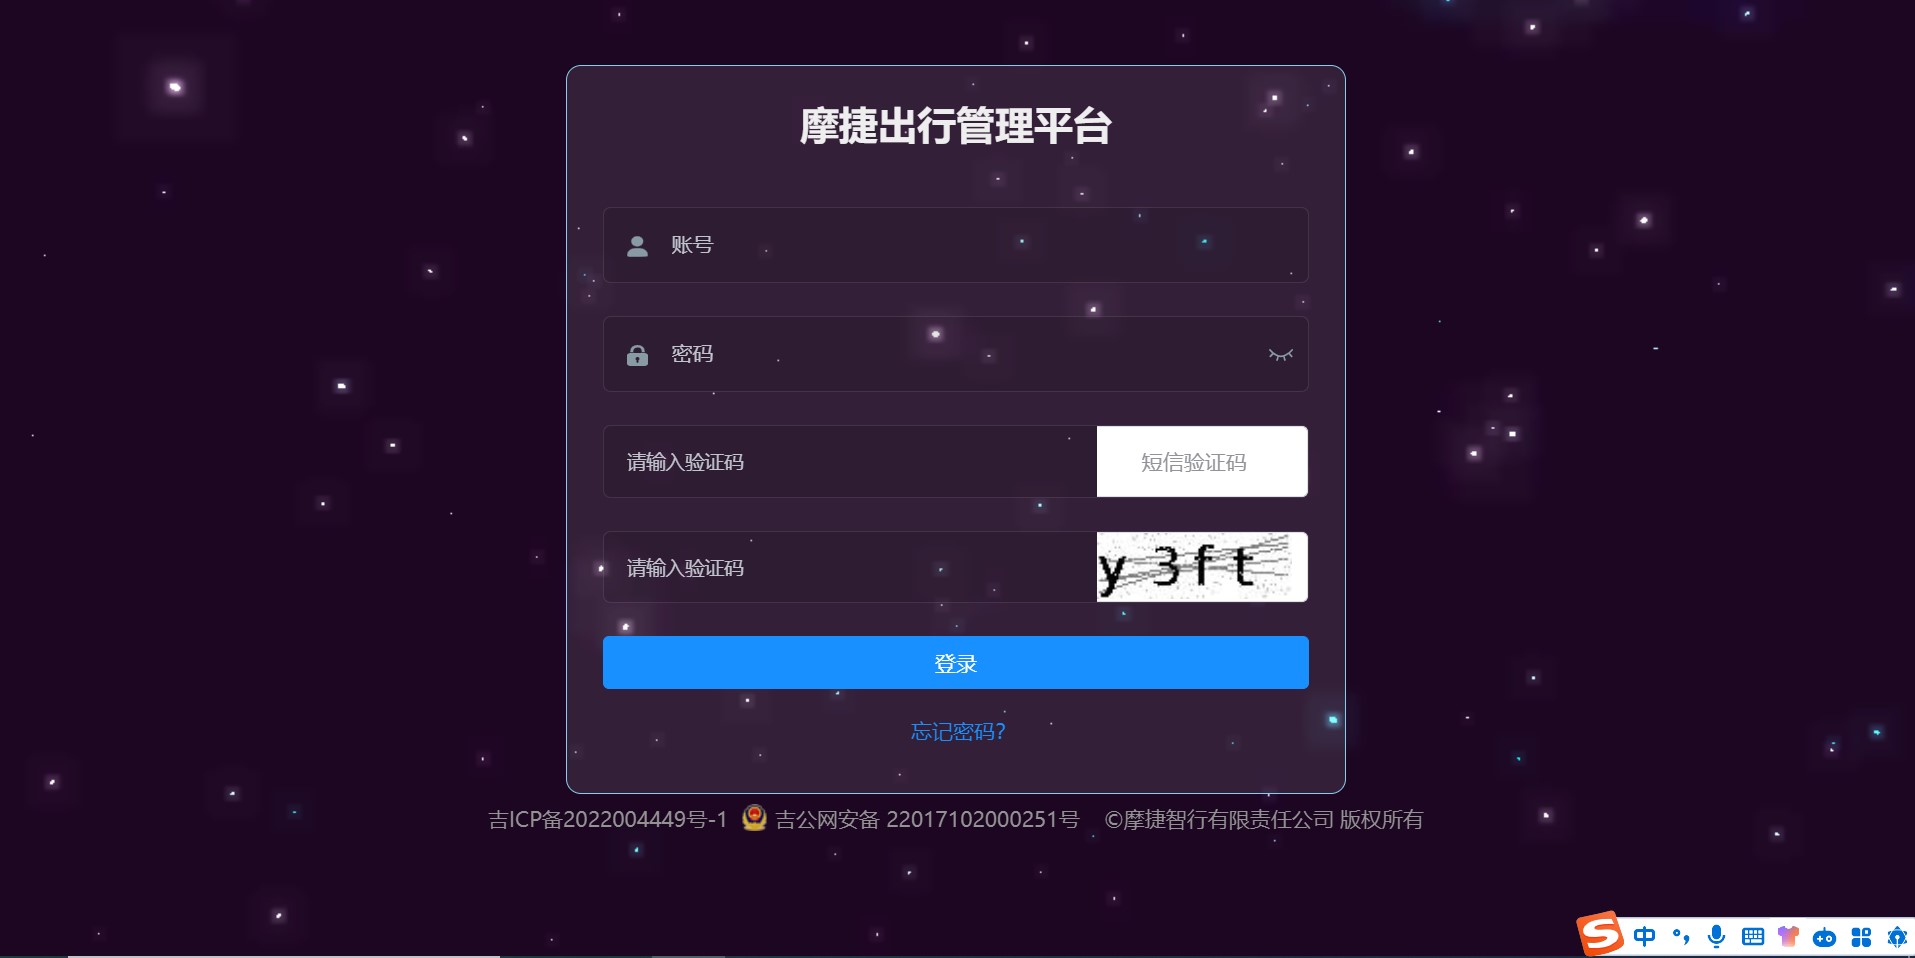 摩捷出行管理平台
账号
密码
请输入验证码 短信验证码
请输入验证码 y3ft
登录
忘记密码?
吉ICP备2022004449号-1 吉公网安备 22017102000251号 ©摩捷智行有限责任公司 版权所有
S 中